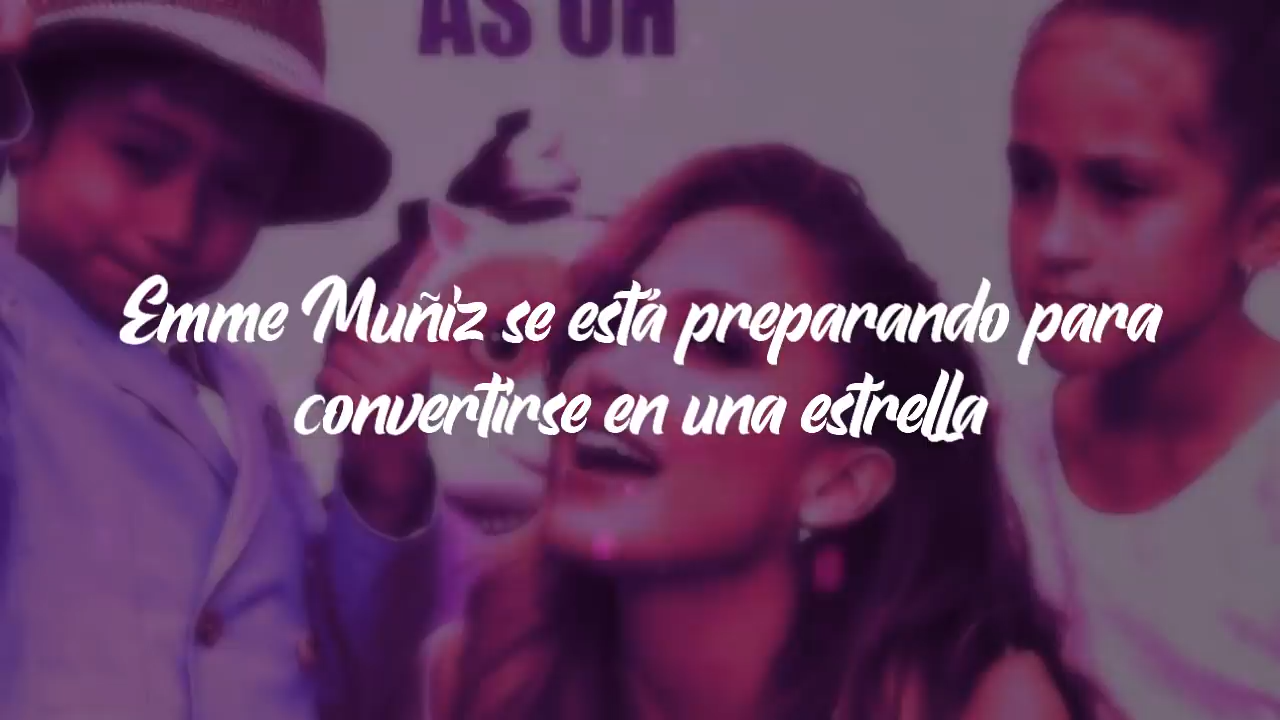 AS OH
Emme Muñiz se está preparando para
convertirse en una estrella